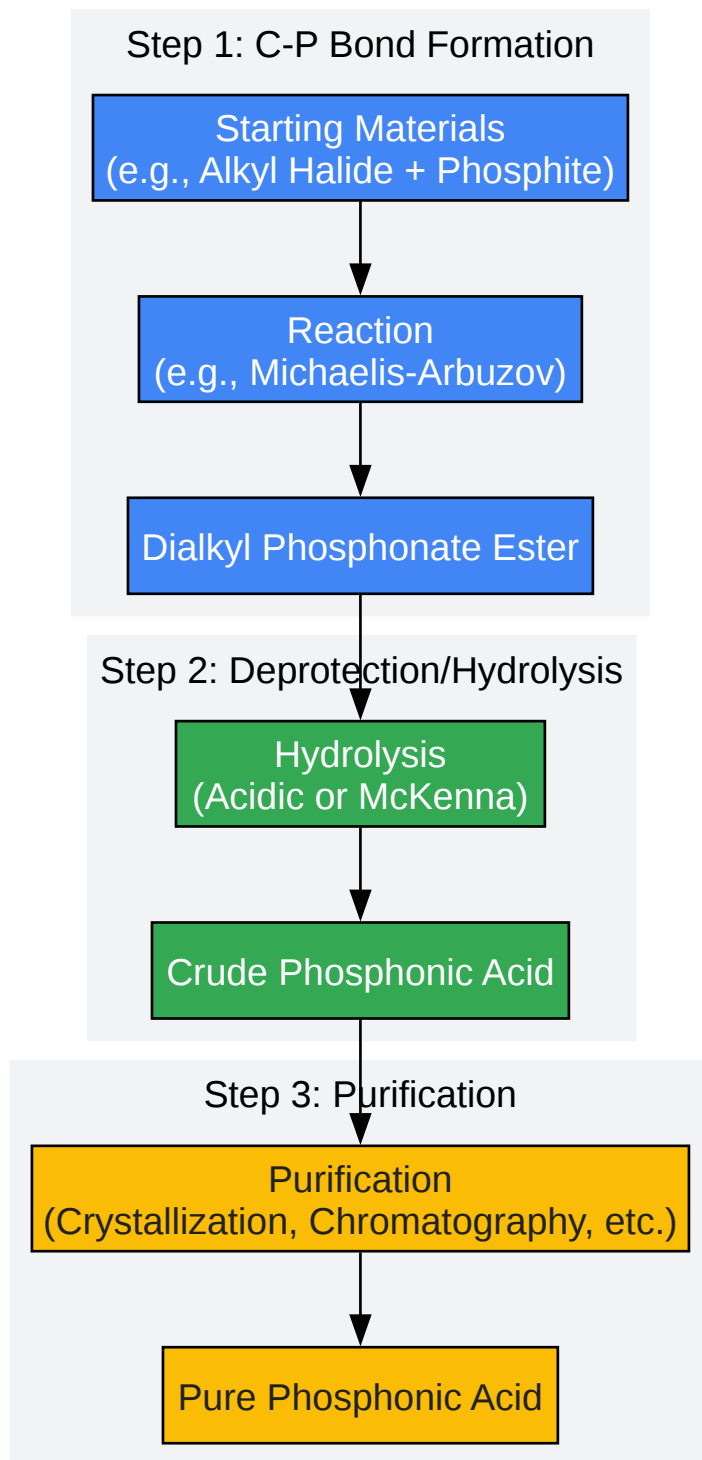 Step 1: C-P Bond Formation
Starting Materials
(e.g., Alkyl Halide + Phosphite)
Reaction
(e.g., Michaelis-Arbuzov)
Dialkyl Phosphonate Ester
Step 2: Deprotection/Hydrolysis
Hydrolysis
(Acidic or McKenna)
Crude Phosphonic Acid
Step 3: Purification
Purification
(Crystallization, Chromatography, etc.)
Pure Phosphonic Acid